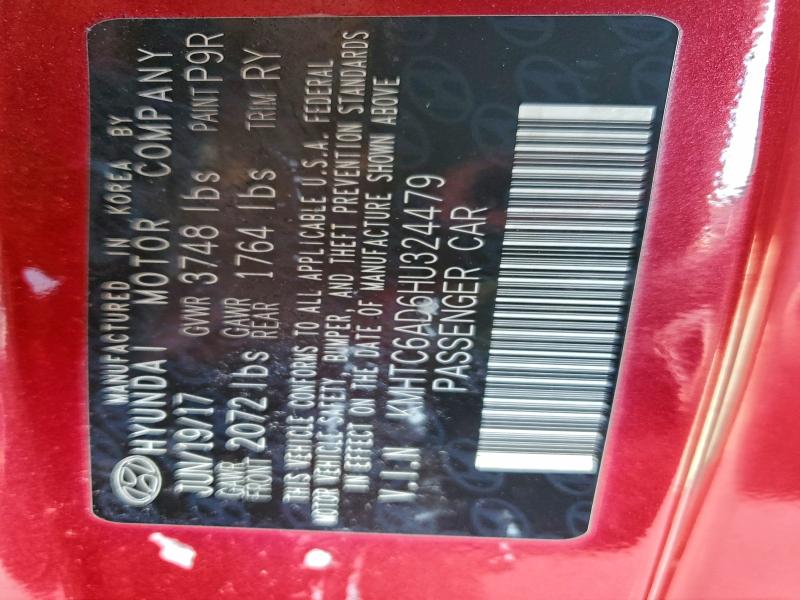 MANUFACTURED IN KOREA BY
HYUNDAI MOTOR COMPANY
JUN/19/17 GVWR 3748 lbs PAINT P9R
GAWR FRONT 2072 lbs GAWR REAR 1764 lbs TRIM RY
THIS VEHICLE CONFORMS TO ALL APPLICABLE U.S.A. FEDERAL
MOTOR VEHICLE SAFETY, BUMPER, AND THEFT PREVENTION STANDARDS
IN EFFECT ON THE DATE OF MANUFACTURE SHOWN ABOVE
V.I.N KMHTC6AD6HU324479
PASSENGER CAR